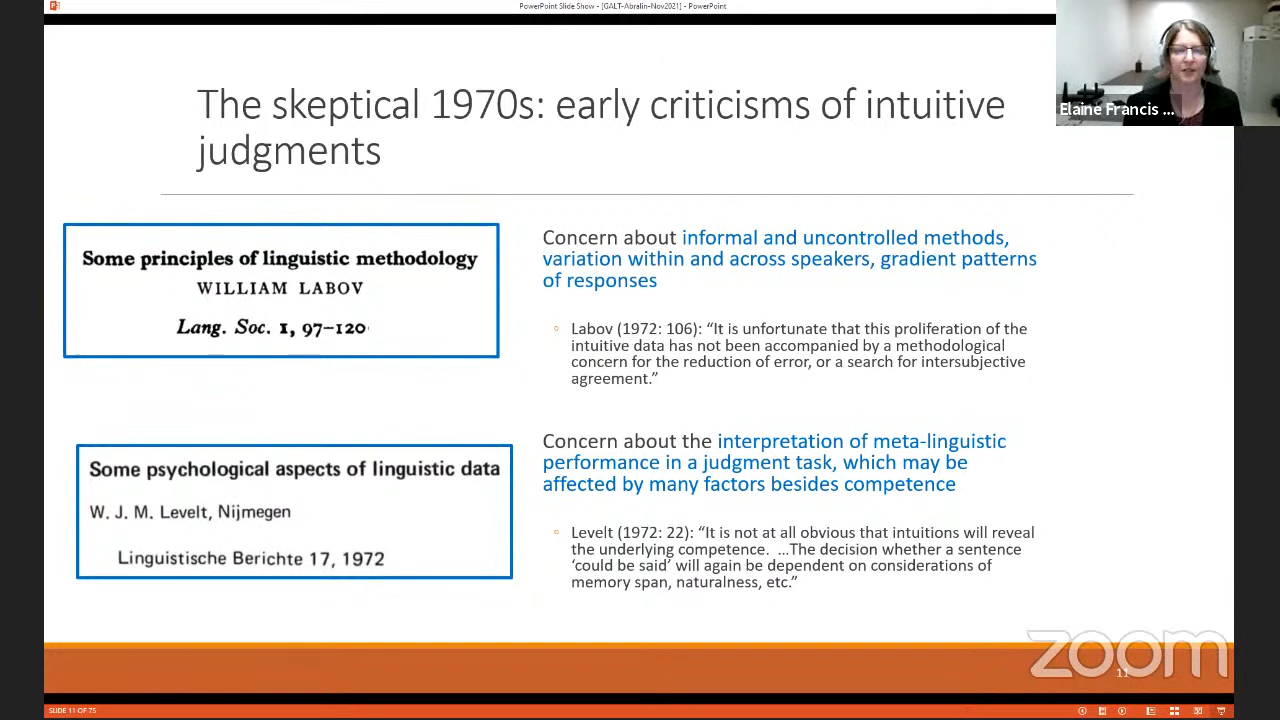 PowerPoint Slide Show - [GALT-Abralin-Nov2021] - PowerPoint
Elaine Francis ...
The skeptical 1970s: early criticisms of intuitive
judgments
Some principles of linguistic methodology
WILLIAM LABOV
Lang. Soc. 1, 97–120
Concern about informal and uncontrolled methods,
variation within and across speakers, gradient patterns
of responses
Labov (1972: 106): “It is unfortunate that this proliferation of the
intuitive data has not been accompanied by a methodological
concern for the reduction of error, or a search for intersubjective
agreement.”
Some psychological aspects of linguistic data
W. J. M. Levelt, Nijmegen
Linguistische Berichte 17, 1972
Concern about the interpretation of meta-linguistic
performance in a judgment task, which may be
affected by many factors besides competence
Levelt (1972: 22): “It is not at all obvious that intuitions will reveal
the underlying competence. …The decision whether a sentence
‘could be said’ will again be dependent on considerations of
memory span, naturalness, etc.”
zoom
11
SLIDE 11 OF 75